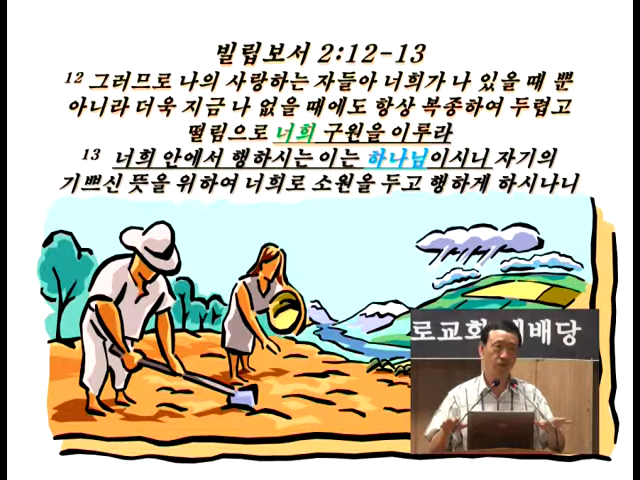 빌립보서 2:12-13
12 그러므로 나의 사랑하는 자들아 너희가 나 있을 때 뿐
아니라 더욱 지금 나 없을 때에도 항상 복종하여 두렵고
떨림으로 너희 구원을 이루라
13 너희 안에서 행하시는 이는 하나님이시니 자기의
기쁘신 뜻을 위하여 너희로 소원을 두고 행하게 하시나니
로교회 예배당